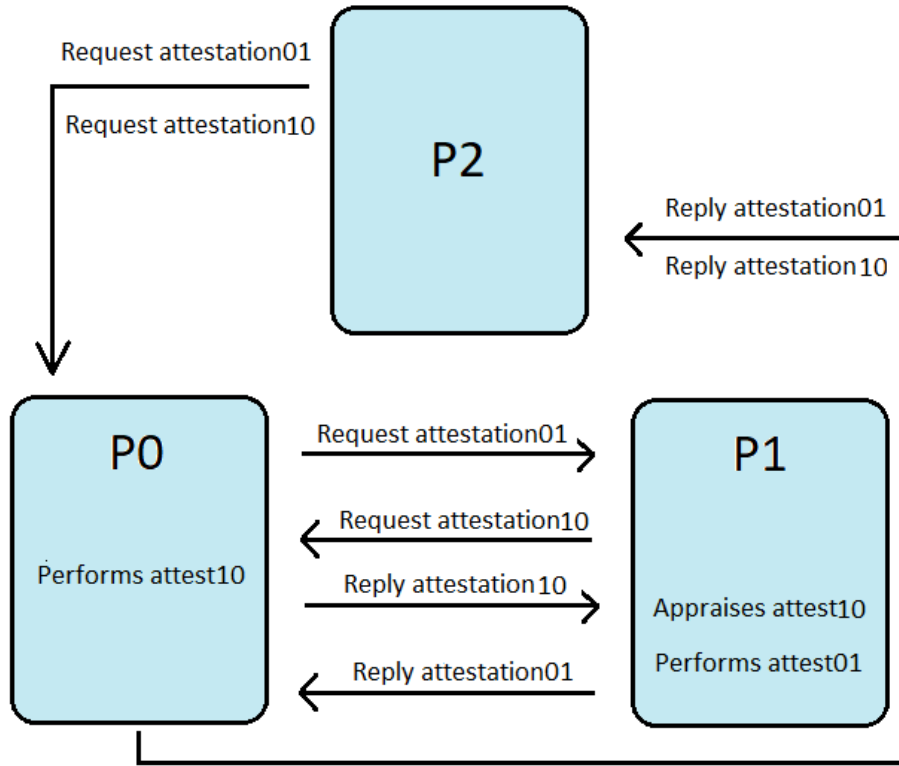 Request attestation01
Request attestation10
P2
Reply attestation01
Reply attestation10
P0
Performs attest10
Request attestation01
Request attestation10
Reply attestation10
Reply attestation01
P1
Appraises attest10
Performs attest01